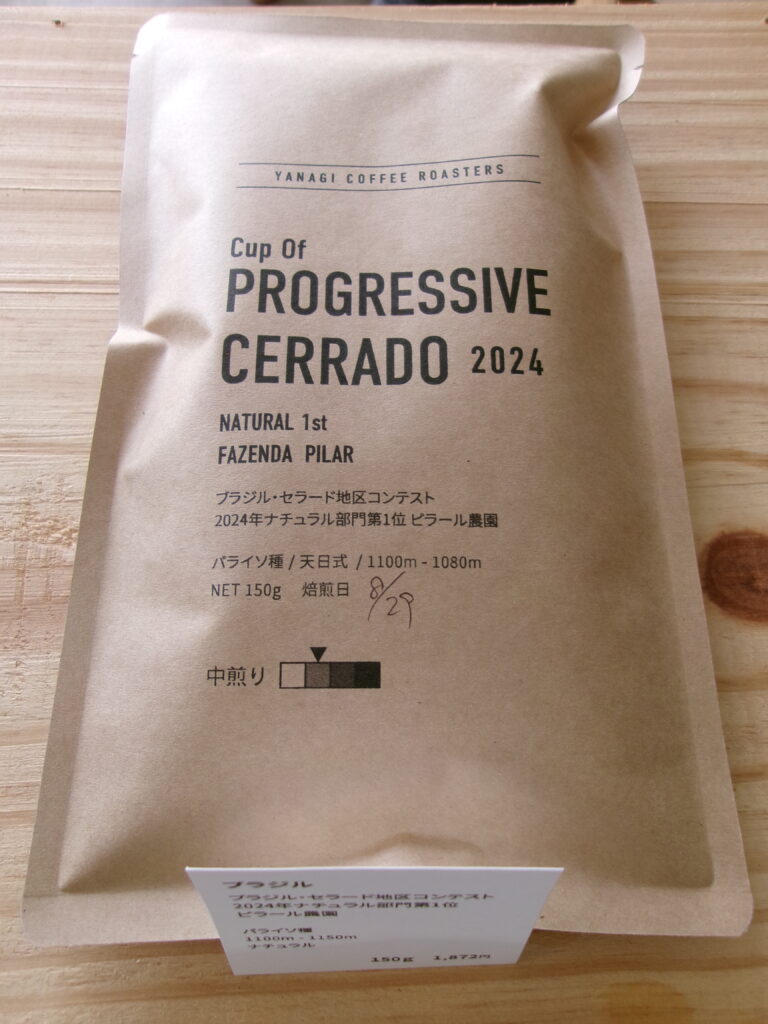 YANAGI COFFEE ROASTERS
Cup Of
PROGRESSIVE
CERRADO 2024
NATURAL 1st
FAZENDA PILAR
ブラジル・セラード地区コンテスト
2024年ナチュラル部門第1位 ピラール農園
パライソ種 / 天日式 / 1100m - 1080m
NET 150g 焙煎日 8/29
中煎り
ブラジル
ブラジル・セラード地区コンテスト
2024年ナチュラル部門第1位
ピラール農園
パライソ種
1100m - 1150m
ナチュラル
150g 1,872円